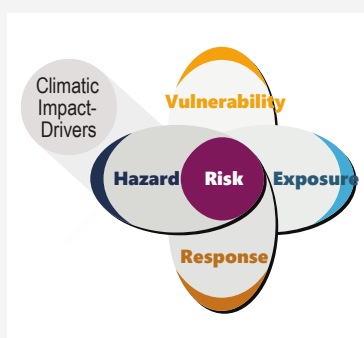 Climatic
Impact-
Drivers
Vulnerability
Hazard
Risk
Exposure
Response